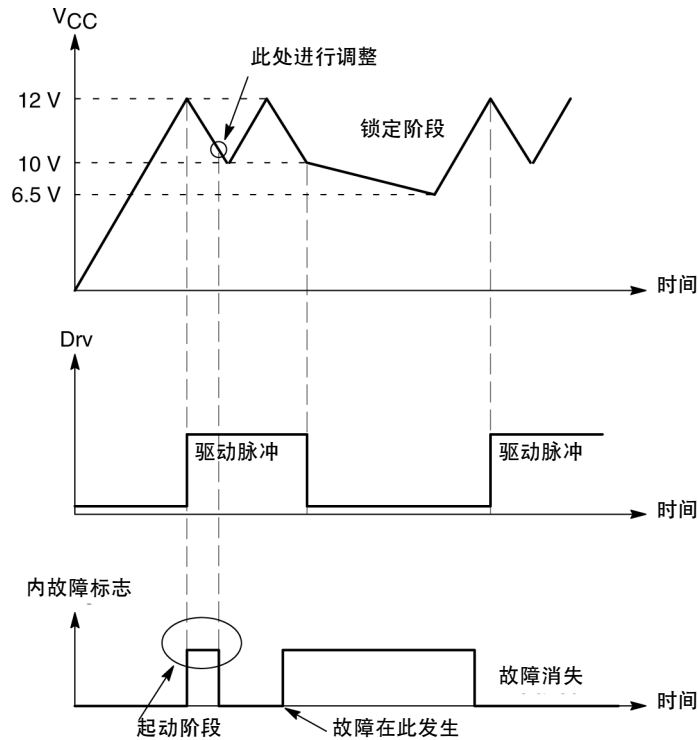 VCC
此处进行调整
12 V
锁定阶段
10 V
6.5 V
时间
Drv
驱动脉冲
驱动脉冲
时间
内故障标志
故障消失
时间
起动阶段
故障在此发生